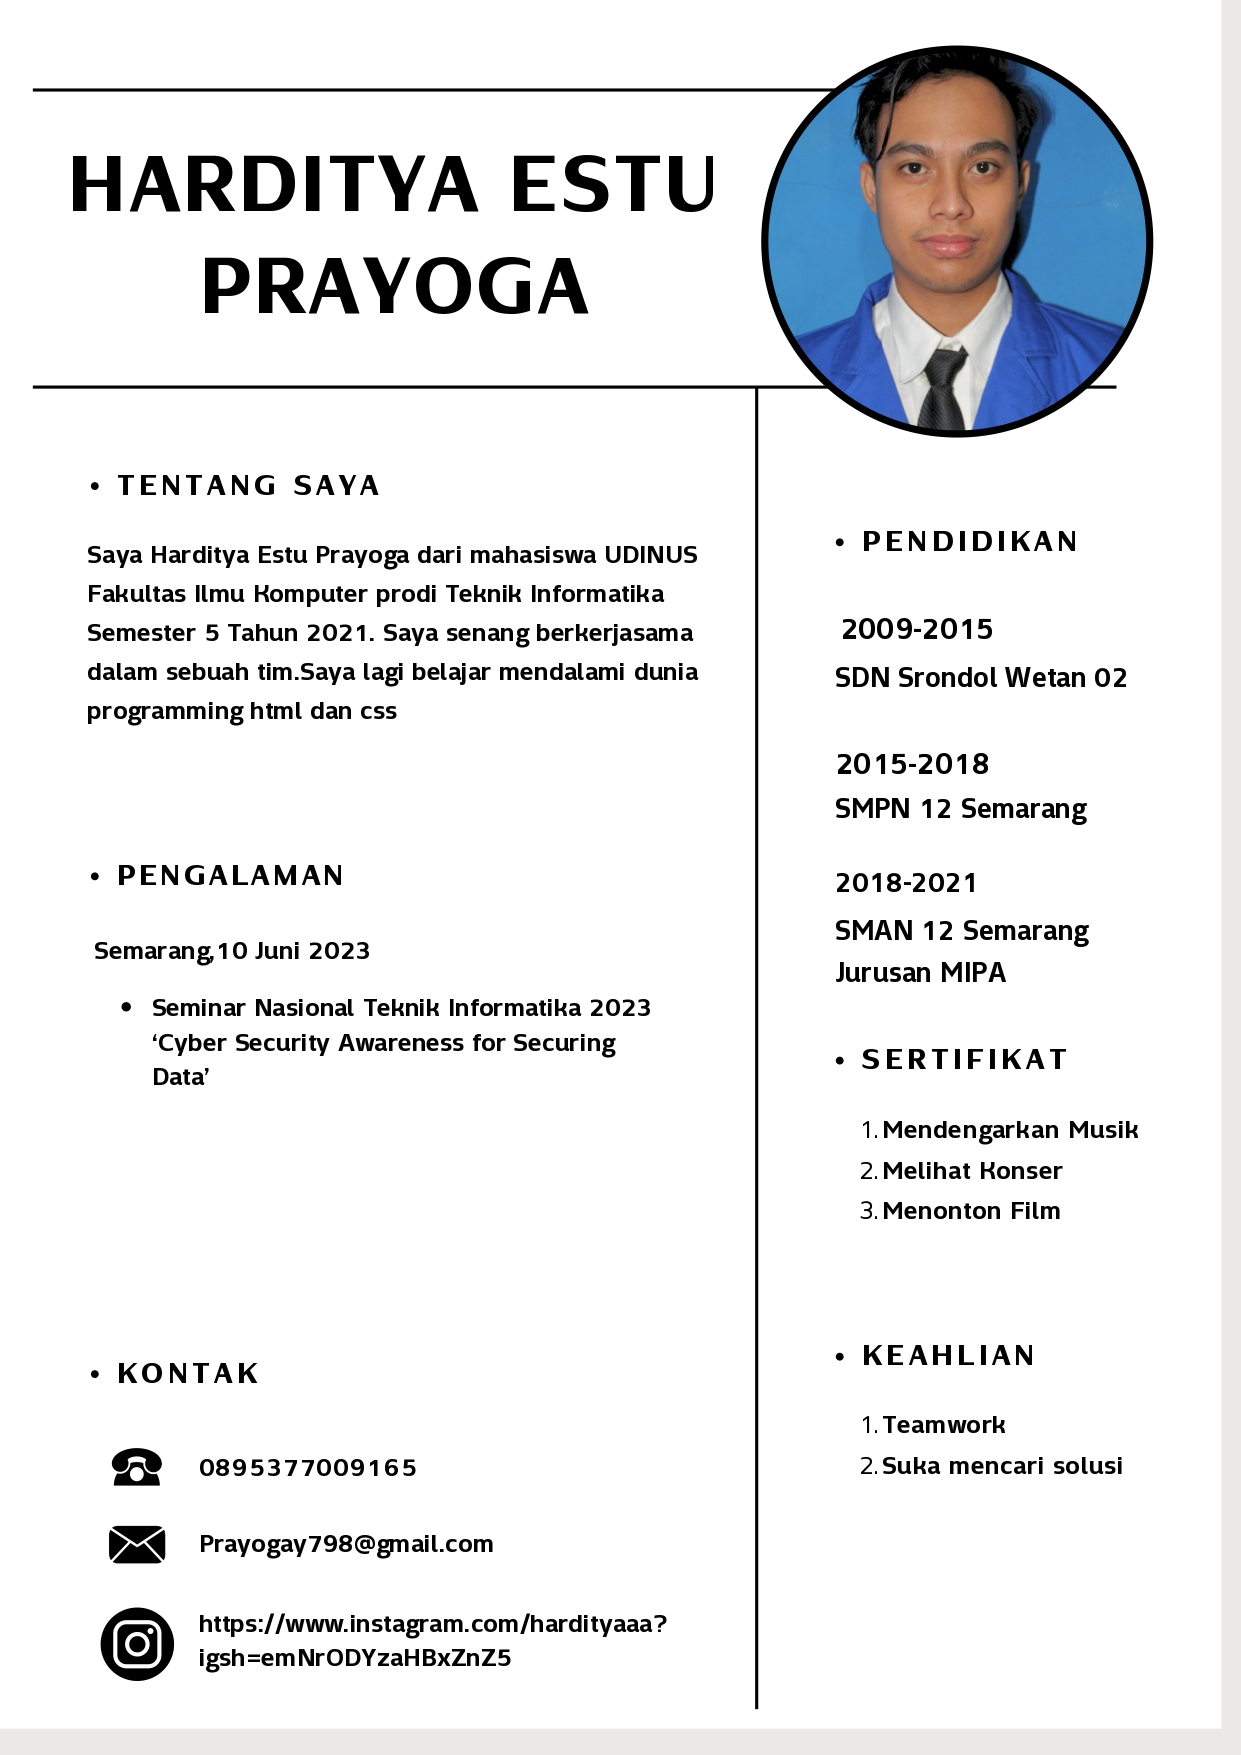 HARDITYA ESTU
PRAYOGA
• TENTANG SAYA
Saya Harditya Estu Prayoga dari mahasiswa UDINUS
Fakultas Ilmu Komputer prodi Teknik Informatika
Semester 5 Tahun 2021. Saya senang berkerjasama
dalam sebuah tim.Saya lagi belajar mendalami dunia
programming html dan css
• PENGALAMAN
Semarang,10 Juni 2023
• Seminar Nasional Teknik Informatika 2023
‘Cyber Security Awareness for Securing
Data’
• KONTAK
0895377009165
Prayogay798@gmail.com
https://www.instagram.com/hardityaaa?
igsh=emNrODYzaHBxZnZ5
• PENDIDIKAN
2009-2015
SDN Srondol Wetan 02
2015-2018
SMPN 12 Semarang
2018-2021
SMAN 12 Semarang
Jurusan MIPA
• SERTIFIKAT
1. Mendengarkan Musik
2. Melihat Konser
3. Menonton Film
• KEAHLIAN
1. Teamwork
2. Suka mencari solusi